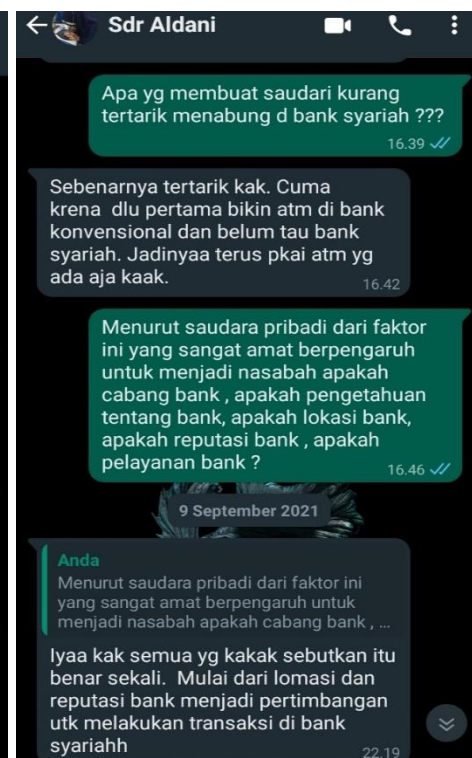 Sdr Aldani
Apa yg membuat saudari kurang
tertarik menabung d bank syariah ???
16.39
Sebenarnya tertarik kak. Cuma
krena dlu pertama bikin atm di bank
konvensional dan belum tau bank
syariah. Jadinyaa terus pkai atm yg
ada aja kaak.
16.42
Menurut saudara pribadi dari faktor
ini yang sangat amat berpengaruh
untuk menjadi nasabah apakah
cabang bank , apakah pengetahuan
tentang bank, apakah lokasi bank,
apakah reputasi bank , apakah
pelayanan bank ?
16.46
9 September 2021
Anda
Menurut saudara pribadi dari faktor ini
yang sangat amat berpengaruh untuk
menjadi nasabah apakah cabang bank , ...
Iyaa kak semua yg kakak sebutkan itu
benar sekali. Mulai dari lomasi dan
reputasi bank menjadi pertimbangan
utk melakukan transaksi di bank
syariahh
22.19